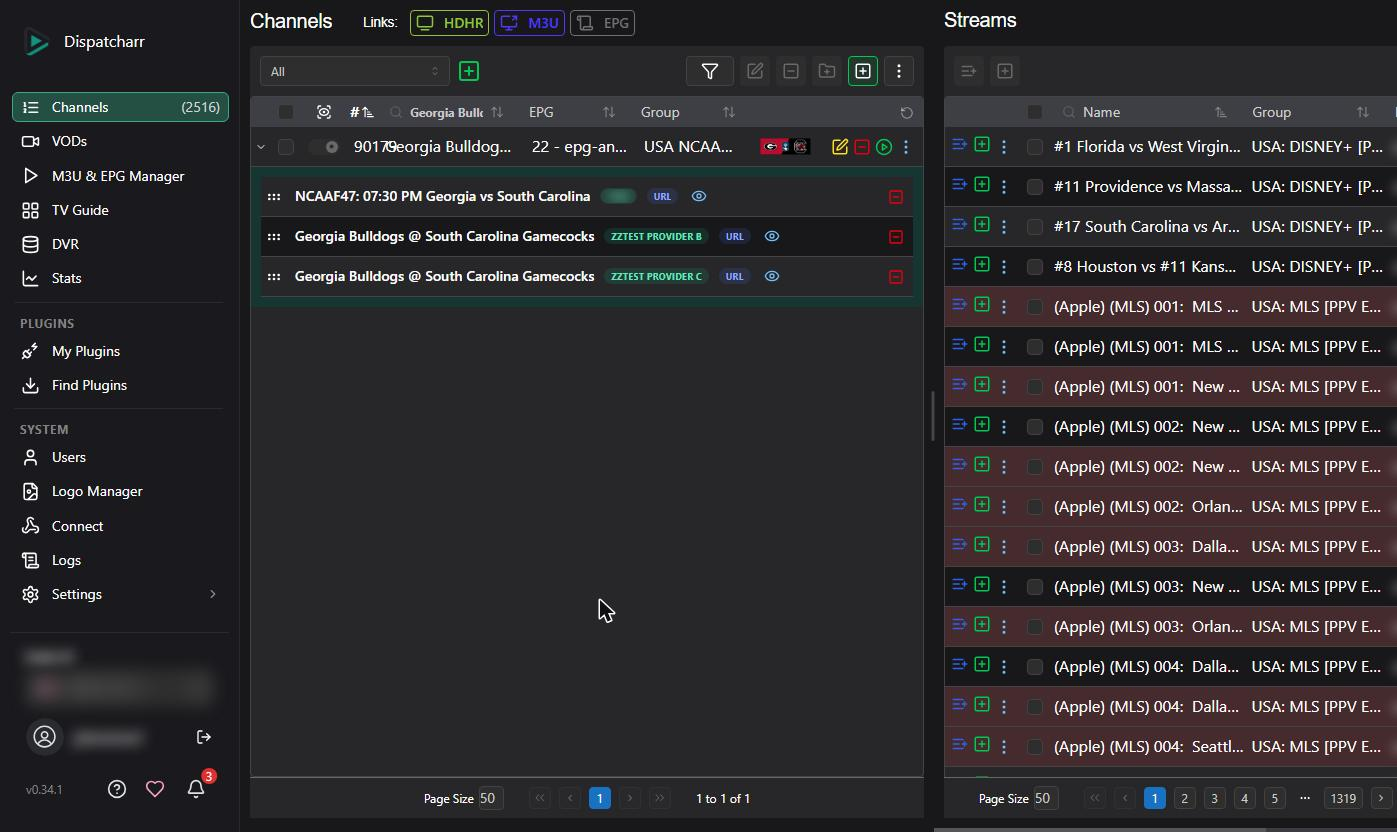 Dispatcharr
Channels (2516)
VODs
M3U & EPG Manager
TV Guide
DVR
Stats
PLUGINS
My Plugins
Find Plugins
SYSTEM
Users
Logo Manager
Connect
Logs
Settings
v0.34.1
3
Channels Links: HDHR M3U EPG
All
# Georgia Bulk EPG Group
90179 Georgia Bulldog... 22 - epg-an... USA NCAA...
NCAAF47: 07:30 PM Georgia vs South Carolina URL
Georgia Bulldogs @ South Carolina Gamecocks ZZTEST PROVIDER B URL
Georgia Bulldogs @ South Carolina Gamecocks ZZTEST PROVIDER C URL
Page Size 50 1 1 to 1 of 1
Streams
Name Group
#1 Florida vs West Virgin... USA: DISNEY+ [P...
#11 Providence vs Massa... USA: DISNEY+ [P...
#17 South Carolina vs Ar... USA: DISNEY+ [P...
#8 Houston vs #11 Kans... USA: DISNEY+ [P...
(Apple) (MLS) 001: MLS ... USA: MLS [PPV E...
(Apple) (MLS) 001: MLS ... USA: MLS [PPV E...
(Apple) (MLS) 001: New ... USA: MLS [PPV E...
(Apple) (MLS) 002: New ... USA: MLS [PPV E...
(Apple) (MLS) 002: New ... USA: MLS [PPV E...
(Apple) (MLS) 002: Orlan... USA: MLS [PPV E...
(Apple) (MLS) 003: Dalla... USA: MLS [PPV E...
(Apple) (MLS) 003: New ... USA: MLS [PPV E...
(Apple) (MLS) 003: Orlan... USA: MLS [PPV E...
(Apple) (MLS) 004: Dalla... USA: MLS [PPV E...
(Apple) (MLS) 004: Dalla... USA: MLS [PPV E...
(Apple) (MLS) 004: Seattl... USA: MLS [PPV E...
Page Size 50 1 2 3 4 5 ... 1319